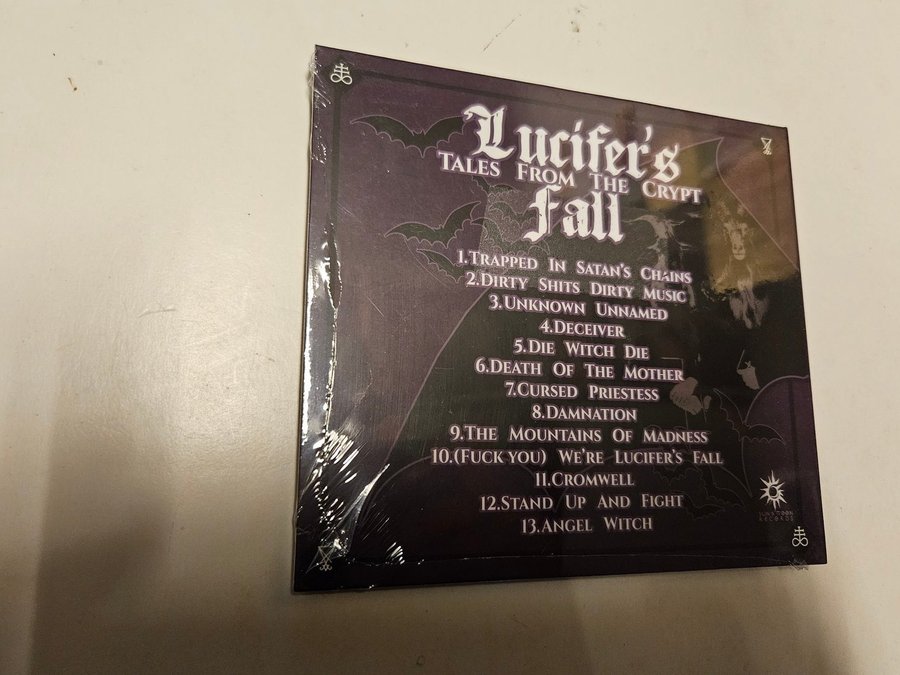 Lucifer's
Tales From The Crypt
Fall
1.Trapped In Satan's Chains
2.Dirty Shits Dirty Music
3.Unknown Unnamed
4.Deceiver
5.Die Witch Die
6.Death Of The Mother
7.Cursed Priestess
8.Damnation
9.The Mountains Of Madness
10.(Fuck you) We're Lucifer's Fall
11.Cromwell
12.Stand Up And Fight
13.Angel Witch
Records